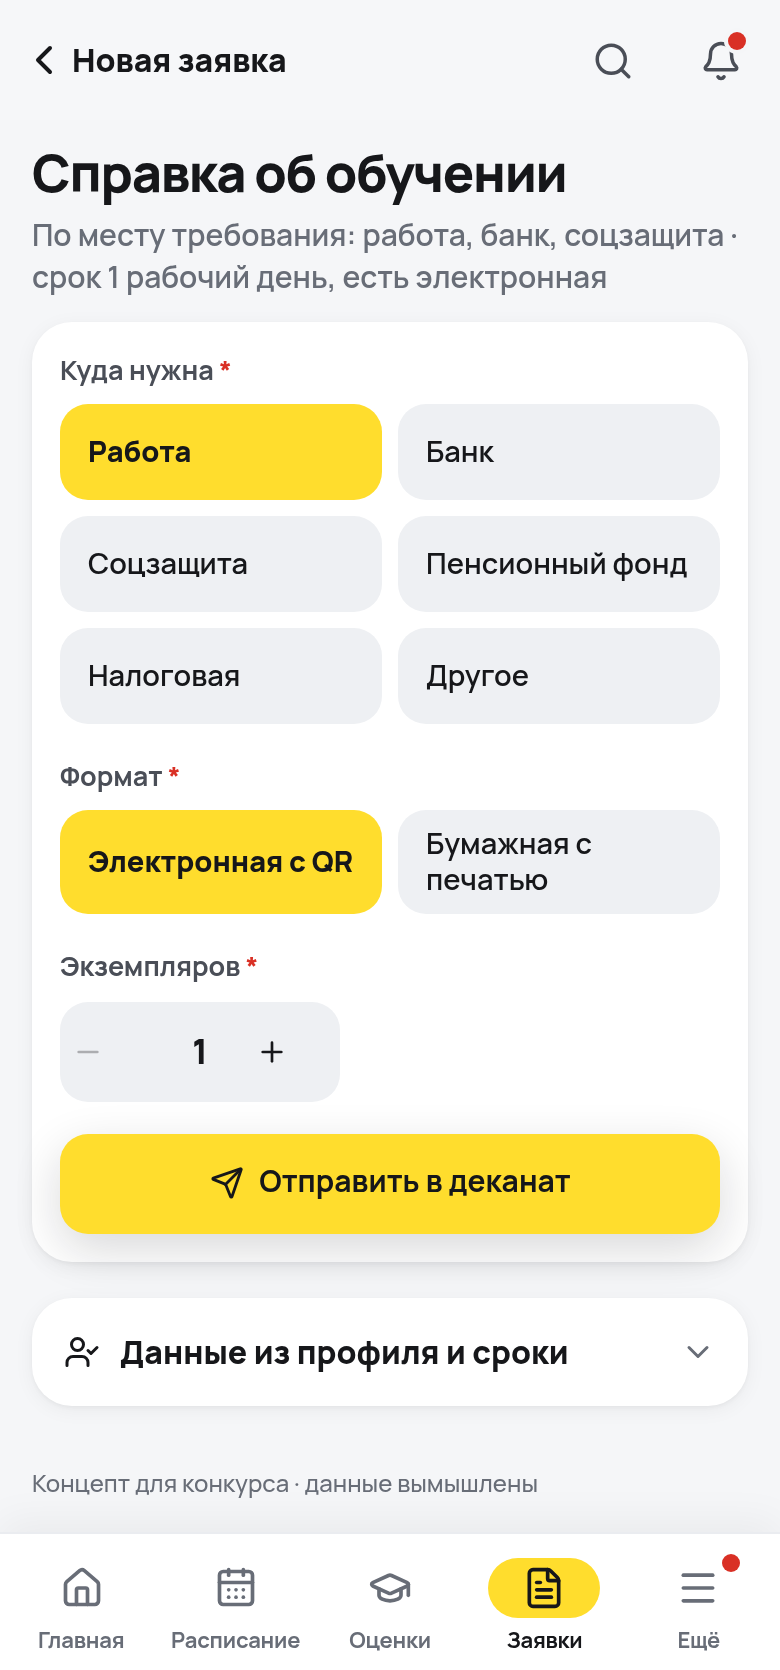 Новая заявка
Справка об обучении
По месту требования: работа, банк, соцзащита ·
срок 1 рабочий день, есть электронная
Куда нужна *
Работа
Банк
Соцзащита
Пенсионный фонд
Налоговая
Другое
Формат *
Электронная с QR
Бумажная с
печатью
Экземпляров *
− 1 +
Отправить в деканат
Данные из профиля и сроки
Концепт для конкурса · данные вымышлены
Главная
Расписание
Оценки
Заявки
Ещё